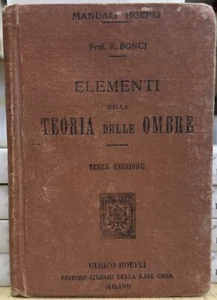 MANUALI HOEPLI
Prof. E. BONCI
ELEMENTI
DELLA
TEORIA DELLE OMBRE
TERZA EDIZIONE
ULRICO HOEPLI
EDITORE-LIBRAIO DELLA REAL CASA
MILANO